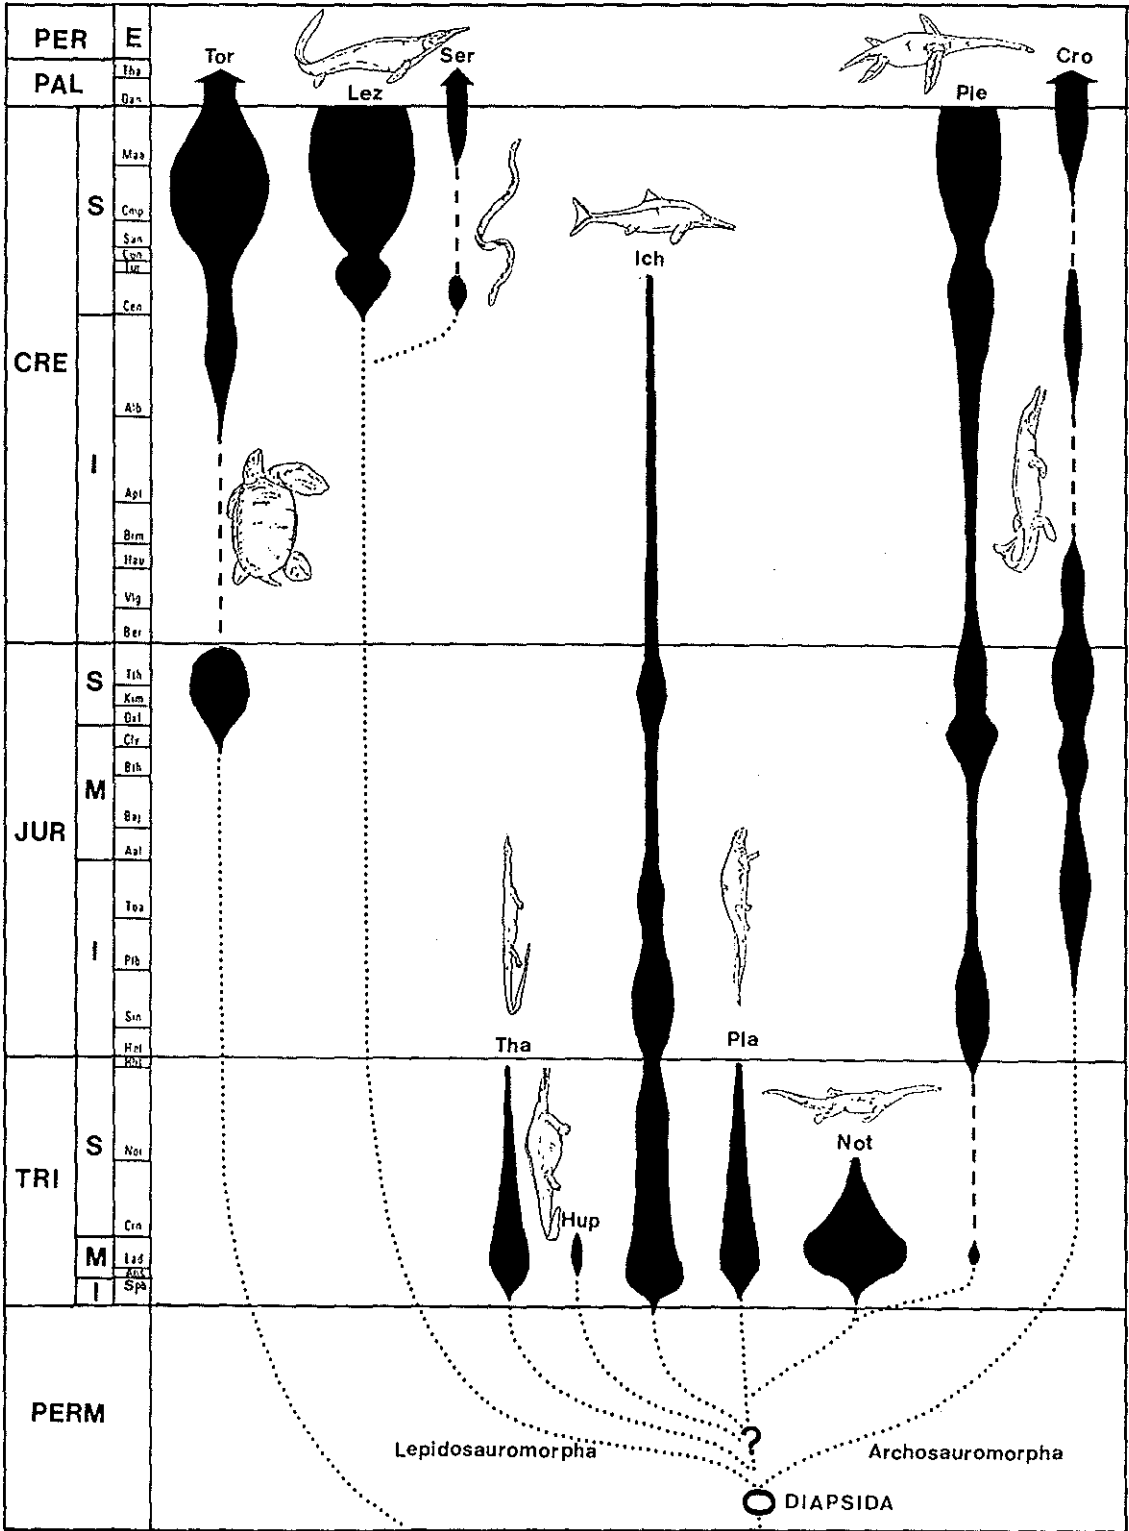 PER
E
Tor
Ser
Cro
PAL
Tha
Dan
Lez
Ple
CRE
S
Maa
Cmp
San
Con
Tur
Cen
Ich
I
Alb
Apt
Brm
Hau
Vlg
Ber
JUR
S
Tth
Kim
Oxf
M
Clv
Bth
Baj
Aal
I
Toa
Plb
Sin
Het
Tha
Pla
TRI
Rht
S
Nor
Not
Crn
Hup
M
Lad
Ans
I
Spa
PERM
?
Lepidosauromorpha
Archosauromorpha
DIAPSIDA